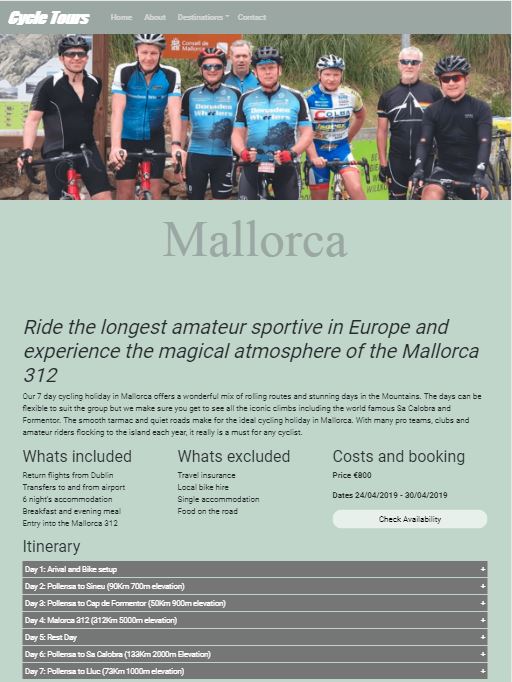 Cycle Tours Home About Destinations Contact
Consell de
Mallorca
Donabea
Wheelers
Donadea
Wheelers
Mallorca
Ride the longest amateur sportive in Europe and
experience the magical atmosphere of the Mallorca
312
Our 7 day cycling holiday in Mallorca offers a wonderful mix of rolling routes and stunning days in the Mountains. The days can be
flexible to suit the group but we make sure you get to see all the iconic climbs including the world famous Sa Calobra and
Formentor. The smooth tarmac and quiet roads make for the ideal cycling holiday in Mallorca. With many pro teams, clubs and
amateur riders flocking to the island each year, it really is a must for any cyclist.
Whats included
Return flights from Dublin
Transfers to and from airport
6 night's accommodation
Breakfast and evening meal
Entry into the Mallorca 312
Whats excluded
Travel insurance
Local bike hire
Single accommodation
Food on the road
Costs and booking
Price €800
Dates 24/04/2019 - 30/04/2019
Check Availability
Itinerary
Day 1: Arival and Bike setup +
Day 2: Pollensa to Sineu (90Km 700m elevation) +
Day 3: Pollensa to Cap de Formentor (50Km 900m elevation) +
Day 4: Malorca 312 (312Km 5000m elevation) +
Day 5: Rest Day +
Day 6: Pollensa to Sa Calobra (133Km 2000m Elevation) +
Day 7: Pollensa to Lluc (73Km 1000m elevation) +